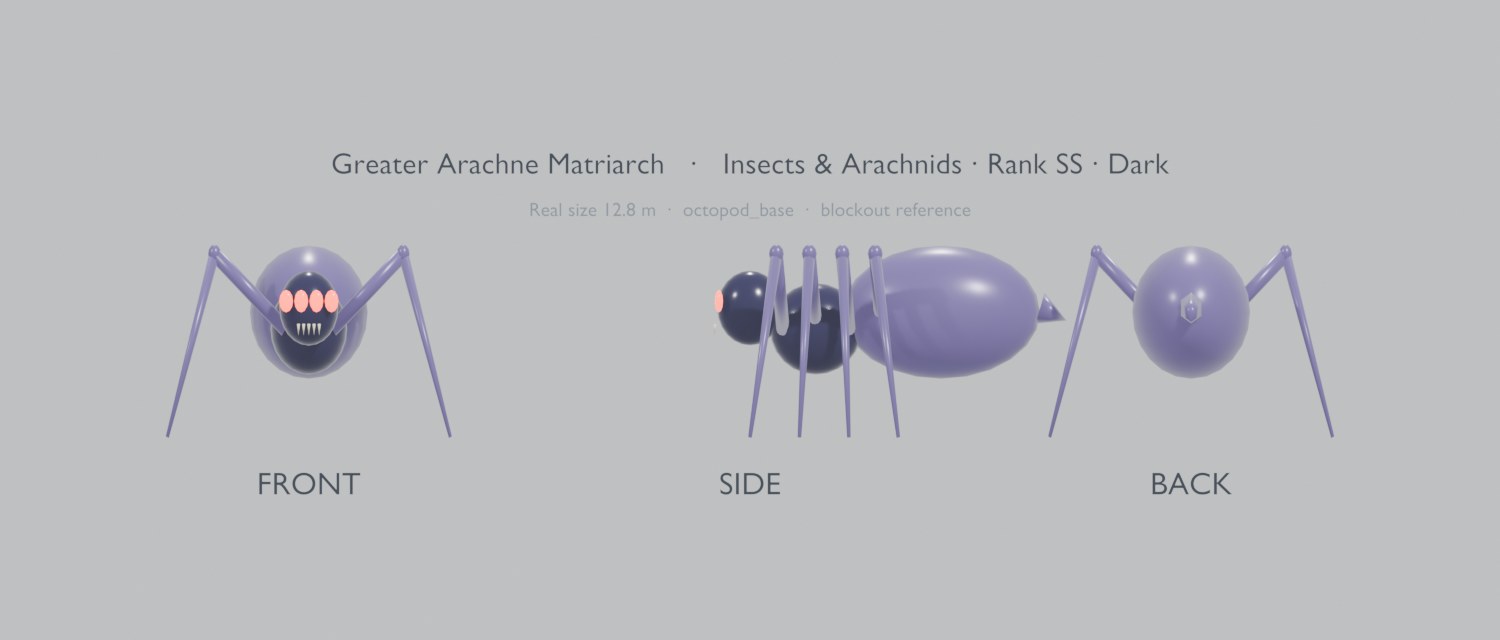 Greater Arachne Matriarch · Insects & Arachnids · Rank SS · Dark
Real size 12.8 m · octopod_base · blockout reference
FRONT SIDE BACK